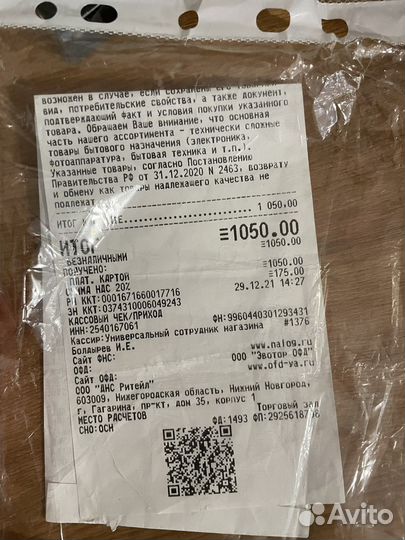 возможен в случае, если сохранены его товарный
вид, потребительские свойства, а также документ,
подтверждающий факт и условия покупки указанного
товара. Обращаем Ваше внимание, что основная
часть нашего ассортимента - технически сложные
товары бытового назначения (электроника,
фотоаппаратура, бытовая техника и т.п.).
Указанные товары, согласно Постановлению
Правительства РФ от 31.12.2020 N 2463, возврату
и обмену как товары надлежащего качества не
подлежат
ИТОГ 1 050.00
ИТОГ ≡1050.00
БЕЗНАЛИЧНЫМИ ≡1050.00
ПОЛУЧЕНО:
ПЛАТ. КАРТОЙ ≡1050.00
СУММА НДС 20% ≡175.00
РН ККТ:0001671660017716 29.12.21 14:27
ЗН ККТ:0374310006049243
КАССОВЫЙ ЧЕК/ПРИХОД ФН:9960440301293431
ИНН:2540167061 #1376
Кассир:Универсальный сотрудник магазина
Болдырев И.Е.
Сайт ФНС: www.nalog.ru
ОФД: ООО "Эвотор ОФД"
Сайт ОФД: www.ofd-ya.ru
ООО "ДНС Ритейл"
603009, Нижегородская область, Нижний Новгород,
г, Гагарина пр-кт, дом 35, корпус 1
МЕСТО РАСЧЕТОВ Торговый зал
СНО:ОСН ФД:1493 ФП:2925618798
Avito